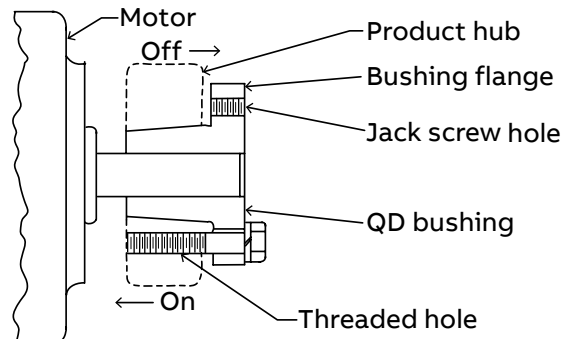 Motor
Off
Product hub
Bushing flange
Jack screw hole
QD bushing
On
Threaded hole